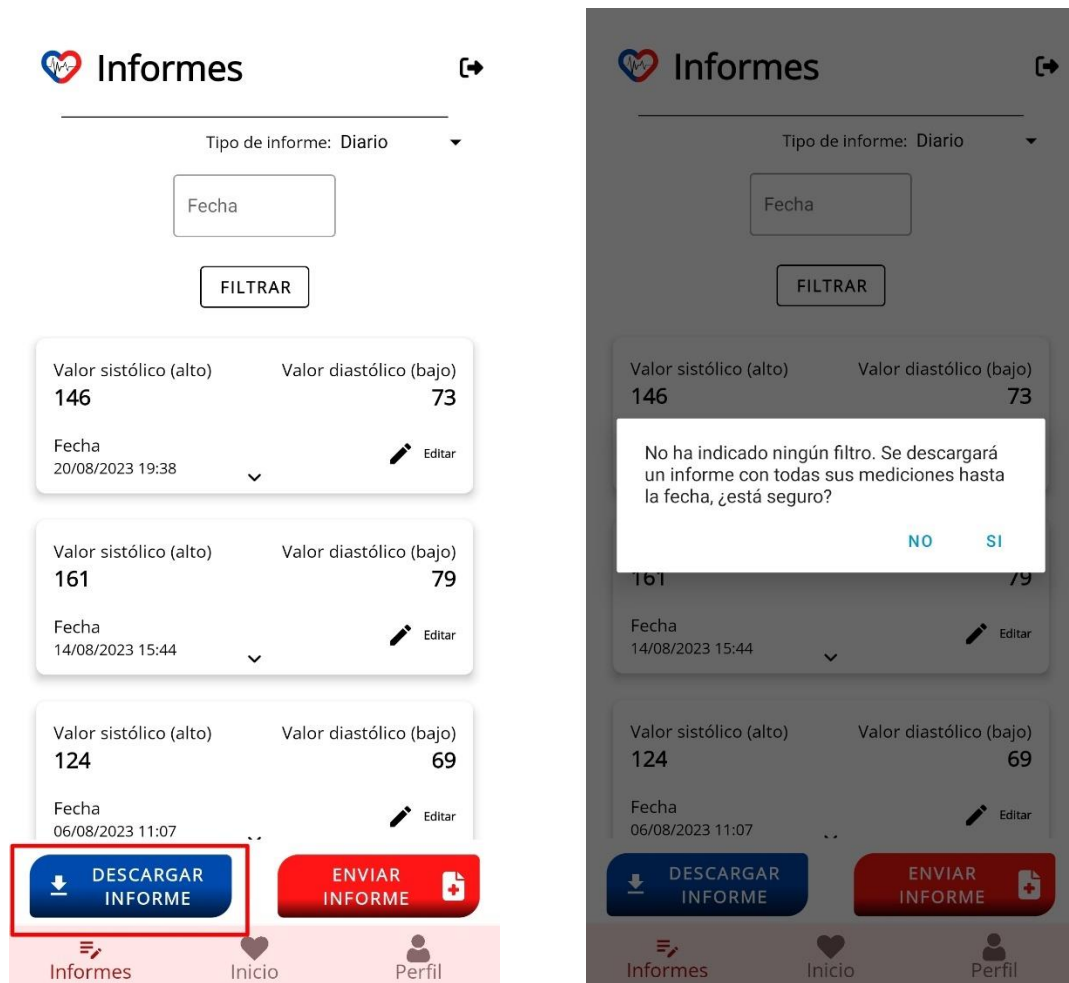 Informes
Tipo de informe: Diario
Fecha
FILTRAR
Valor sistólico (alto) Valor diastólico (bajo)
146 73
Fecha
20/08/2023 19:38 Editar
Valor sistólico (alto) Valor diastólico (bajo)
161 79
Fecha
14/08/2023 15:44 Editar
Valor sistólico (alto) Valor diastólico (bajo)
124 69
Fecha
06/08/2023 11:07 Editar
DESCARGAR
INFORME
ENVIAR
INFORME
Informes Inicio Perfil
Informes
Tipo de informe: Diario
Fecha
FILTRAR
Valor sistólico (alto) Valor diastólico (bajo)
146 73
No ha indicado ningún filtro. Se descargará
un informe con todas sus mediciones hasta
la fecha, ¿está seguro?
NO SI
161 79
Fecha
14/08/2023 15:44 Editar
Valor sistólico (alto) Valor diastólico (bajo)
124 69
Fecha
06/08/2023 11:07 Editar
DESCARGAR
INFORME
ENVIAR
INFORME
Informes Inicio Perfil